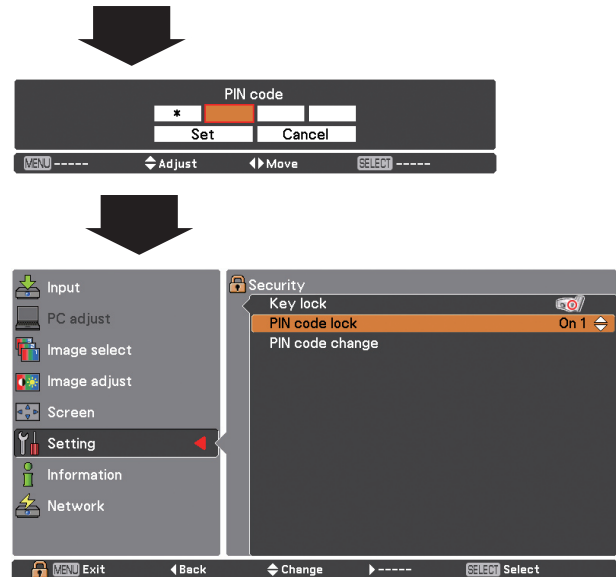 PIN code
*
Set Cancel
MENU ----- Adjust Move SELECT -----
Input
PC adjust
Image select
Image adjust
Screen
Setting
Information
Network
Security
Key lock
PIN code lock On 1
PIN code change
MENU Exit Back Change ----- SELECT Select